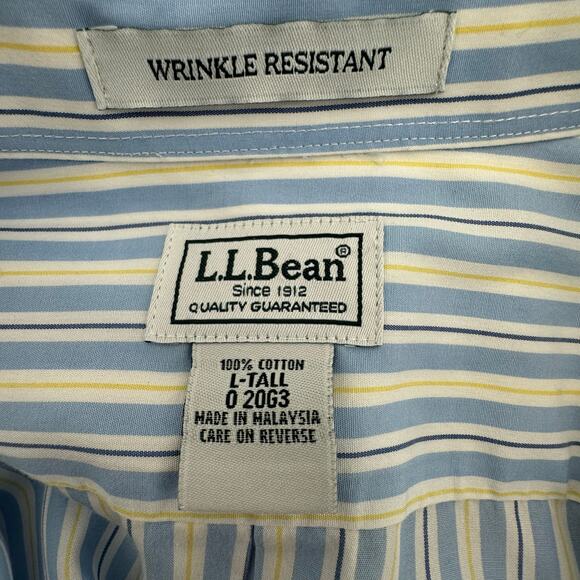 WRINKLE RESISTANT
L.L.Bean®
Since 1912
QUALITY GUARANTEED
100% COTTON
L-TALL
0 20G3
MADE IN MALAYSIA
CARE ON REVERSE